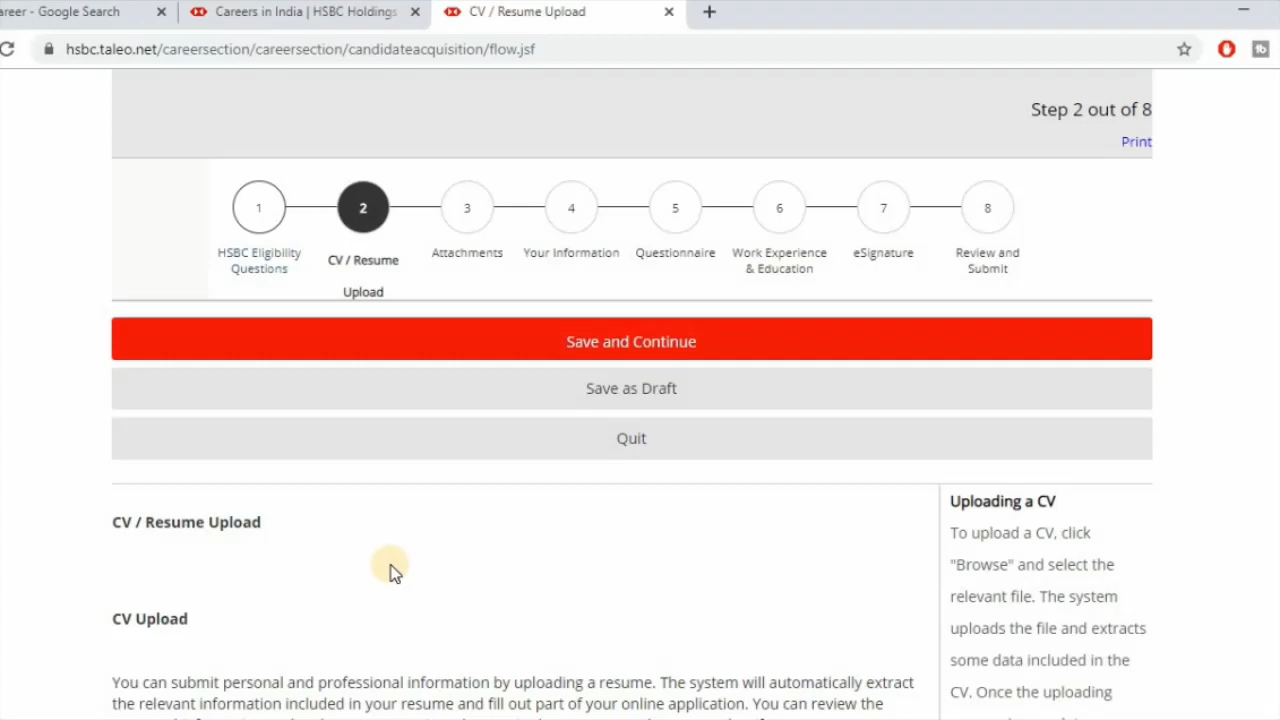 areer - Google Search
Careers in India | HSBC Holdings
CV / Resume Upload
hsbc.taleo.net/careersection/careersection/candidateacquisition/flow.jsf
Step 2 out of 8
Print
1
2
3
4
5
6
7
8
HSBC Eligibility
Questions
CV / Resume
Upload
Attachments
Your Information
Questionnaire
Work Experience
& Education
eSignature
Review and
Submit
Save and Continue
Save as Draft
Quit
CV / Resume Upload
CV Upload
You can submit personal and professional information by uploading a resume. The system will automatically extract
the relevant information included in your resume and fill out part of your online application. You can review the
Uploading a CV
To upload a CV, click
"Browse" and select the
relevant file. The system
uploads the file and extracts
some data included in the
CV. Once the uploading